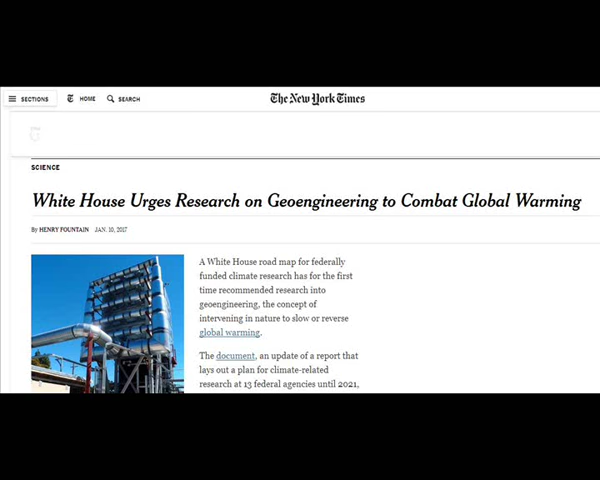 SECTIONS HOME SEARCH The New York Times
SCIENCE
White House Urges Research on Geoengineering to Combat Global Warming
By HENRY FOUNTAIN JAN. 10, 2017
A White House road map for federally
funded climate research has for the first
time recommended research into
geoengineering, the concept of
intervening in nature to slow or reverse
global warming.
The document, an update of a report that
lays out a plan for climate-related
research at 13 federal agencies until 2021,